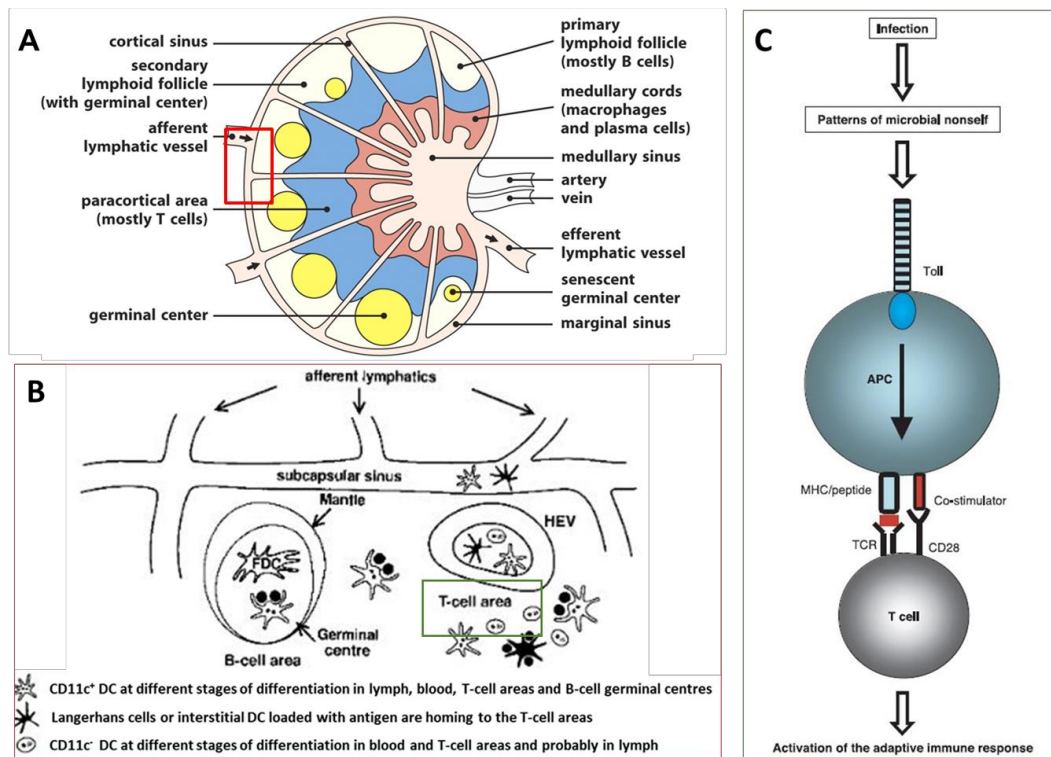 A
cortical sinus
secondary
lymphoid follicle
(with germinal center)
afferent
lymphatic vessel
paracortical area
(mostly T cells)
germinal center
primary
lymphoid follicle
(mostly B cells)
medullary cords
(macrophages
and plasma cells)
medullary sinus
artery
vein
efferent
lymphatic vessel
senescent
germinal center
marginal sinus
B
afferent lymphatics
subcapsular sinus
Mantle
HEV
FDC
T-cell area
Germinal
centre
B-cell area
CD11c+ DC at different stages of differentiation in lymph, blood, T-cell areas and B-cell germinal centres
Langerhans cells or interstitial DC loaded with antigen are homing to the T-cell areas
CD11c- DC at different stages of differentiation in blood and T-cell areas and probably in lymph
C
Infection
Patterns of microbial nonself
Toll
APC
MHC/peptide
Co-stimulator
TCR
CD28
T cell
Activation of the adaptive immune response